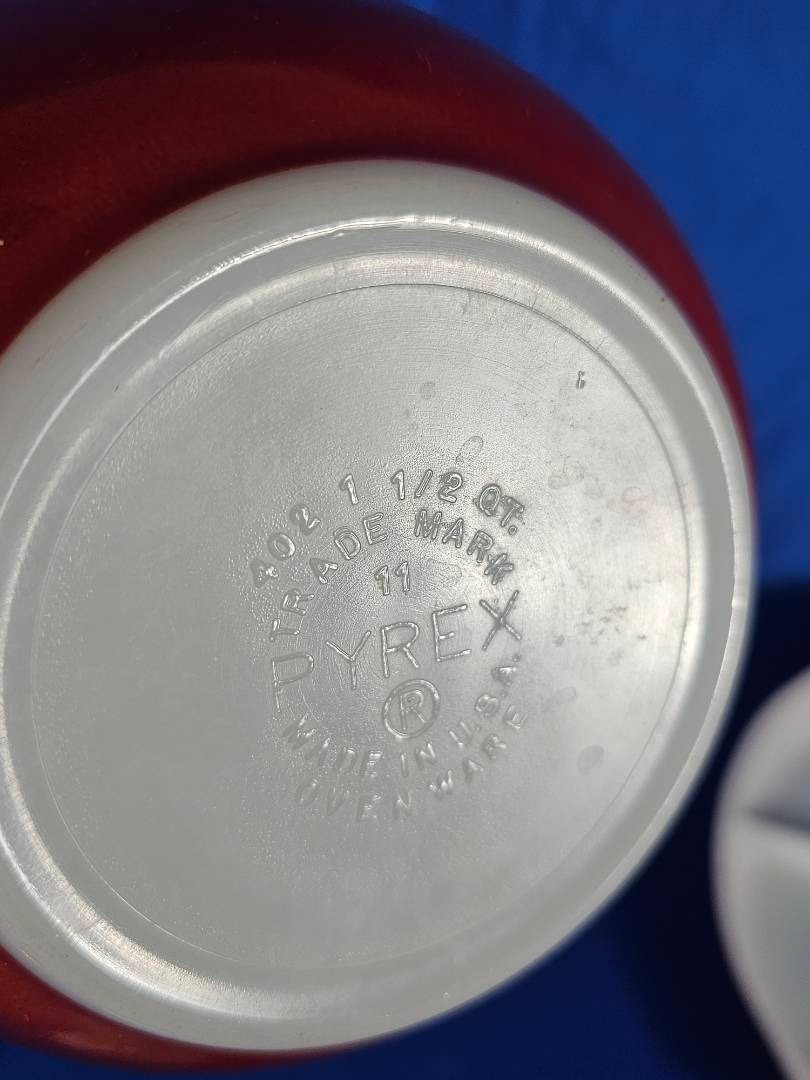 402 1 1/2 QT.
TRADE MARK
11
PYREX
®
MADE IN U.S.A.
OVEN WARE